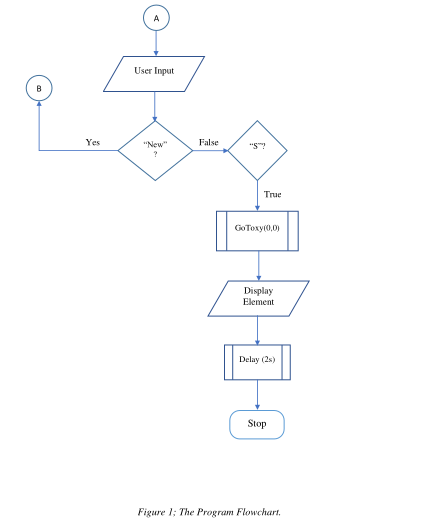 A
User Input
B
Yes
“New”
?
False
“S”?
True
GoToxy(0,0)
Display
Element
Delay (2s)
Stop
Figure 1; The Program Flowchart.